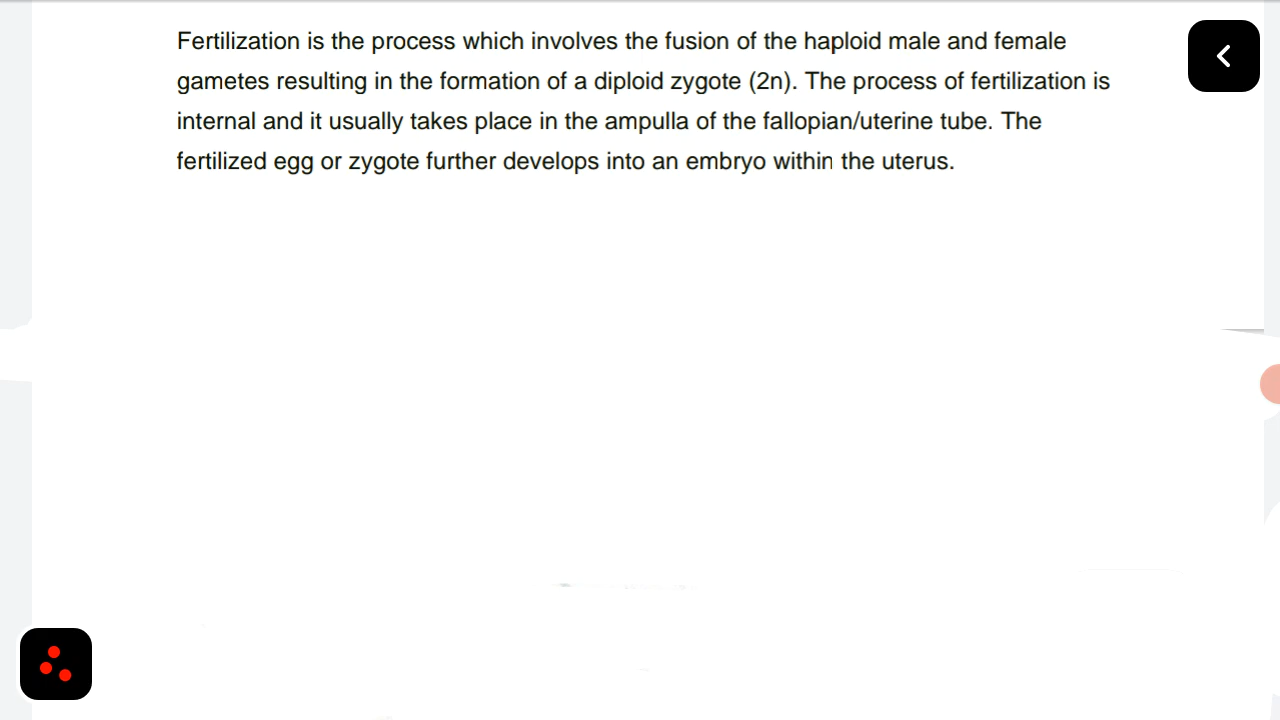 Fertilization is the process which involves the fusion of the haploid male and female
gametes resulting in the formation of a diploid zygote (2n). The process of fertilization is
internal and it usually takes place in the ampulla of the fallopian/uterine tube. The
fertilized egg or zygote further develops into an embryo within the uterus.